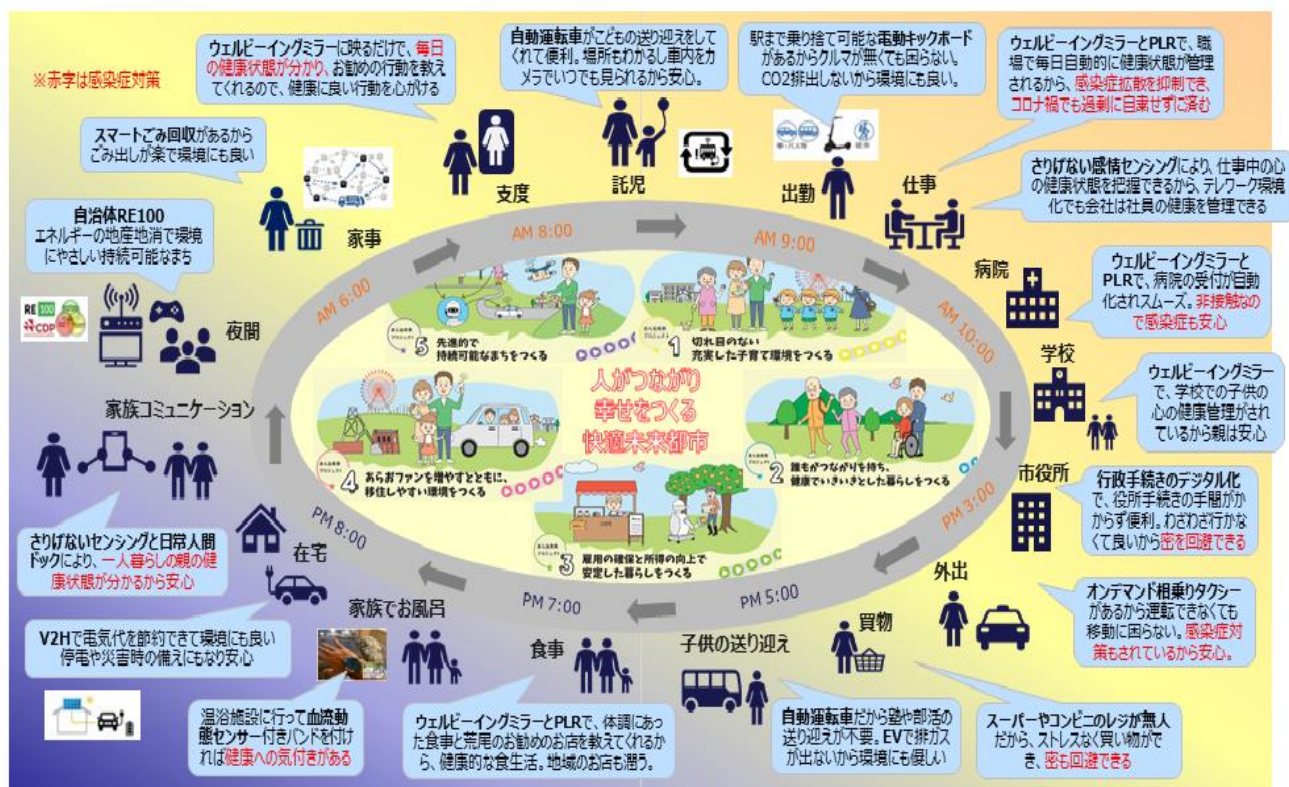 ※赤字は感染症対策
ウェルビーイングミラーに映るだけで、毎日
の健康状態が分かり、お勧めの行動を教え
てくれるので、健康に良い行動を心がける
支度
自動運転車がこどもの送り迎えをして
くれて便利。場所もわかるし車内をカ
メラでいつでも見られるから安心。
託児
駅まで乗り捨て可能な電動キックボード
があるからクルマが無くても困らない。
CO2排出しないから環境にも良い。
出勤
ウェルビーイングミラーとPLRで、職
場で毎日自動的に健康状態が管理
されるから、感染症拡散を抑制でき、
コロナ禍でも過剰に自粛せずに済む
さりげない感情センシングにより、仕事中の心
の健康状態を把握できるから、テレワーク環境
化でも会社は社員の健康を管理できる
仕事
ウェルビーイングミラーと
PLRで、病院の受付が自動
化されスムーズ。非接触なの
で感染症も安心
病院
ウェルビーイングミラー
で、学校での子供の
心の健康管理がされ
ているから親は安心
学校
行政手続きのデジタル化
で、役所手続きの手間がか
からず便利。わざわざ行かな
くて良いから密を回避できる
市役所
オンデマンド相乗りタクシー
があるから運転できなくても
移動に困らない。感染症対
策もされているから安心。
外出
スーパーやコンビニのレジが無人
だから、ストレスなく買い物がで
き、密も回避できる
買物
自動運転車だから塾や部活の
送り迎えが不要。EVで排ガス
が出ないから環境にも優しい
子供の送り迎え
ウェルビーイングミラーとPLRで、体調にあっ
た食事と荒尾のお勧めのお店を教えてくれるか
ら、健康的な食生活。地域のお店も潤う。
食事
温浴施設に行って血流動
態センサー付きバンドを付け
れば健康への気付きがある
家族でお風呂
V2Hで電気代を節約できて環境にも良い
停電や災害時の備えにもなり安心
在宅
さりげないセンシングと日常人間
ドックにより、一人暮らしの親の健
康状態が分かるから安心
家族コミュニケーション
自治体RE100
エネルギーの地産地消で環境
にやさしい持続可能なまち
RE 100
CDP
夜間
スマートごみ回収があるから
ごみ出しが楽で環境にも良い
家事
AM 6:00
AM 8:00
AM 9:00
AM 10:00
PM 3:00
PM 5:00
PM 7:00
PM 8:00
人がつながり
幸せをつくる
快適未来都市
1 切れ目のない
充実した子育て環境をつくる
2 誰もがつながりを持ち、
健康でいきいきとした暮らしをつくる
3 雇用の確保と所得の向上で
安定した暮らしをつくる
4 あらおファンを増やすとともに、
移住しやすい環境をつくる
5 先進的で
持続可能なまちをつくる